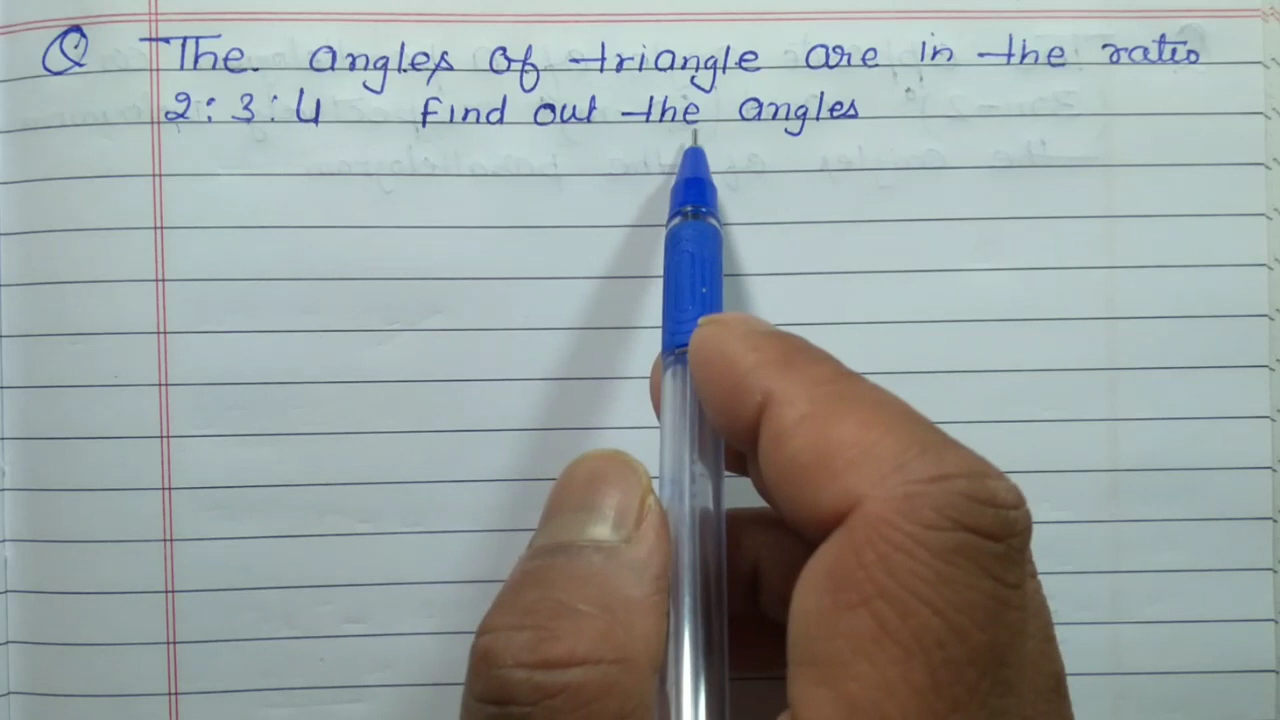 Q The angles of triangle are in the ratio
2:3:4 find out the angles